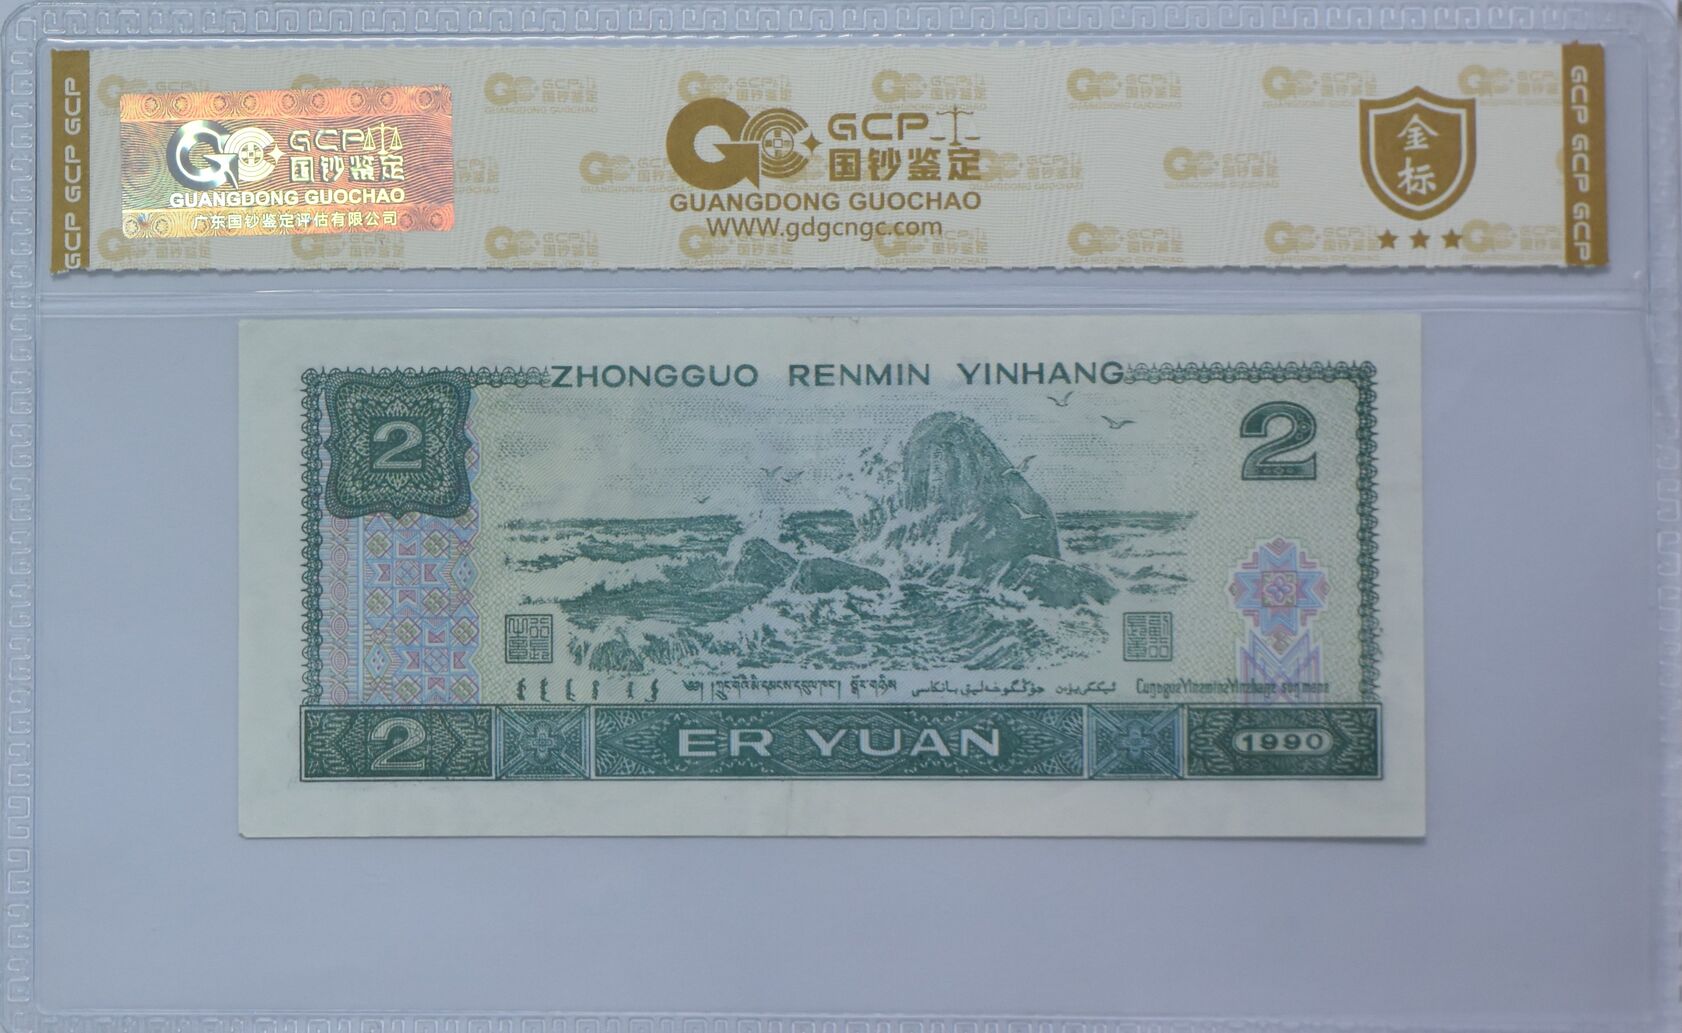 GCP GCP GCP
GCP
国钞鉴定
GUANGDONG GUOCHAO
广东国钞鉴定评估有限公司
GCP
国钞鉴定
GUANGDONG GUOCHAO
WWW.gdgcngc.com
金标
GCP GCP GCP
ZHONGGUO RENMIN YINHANG
2
2
2
ER YUAN
1990